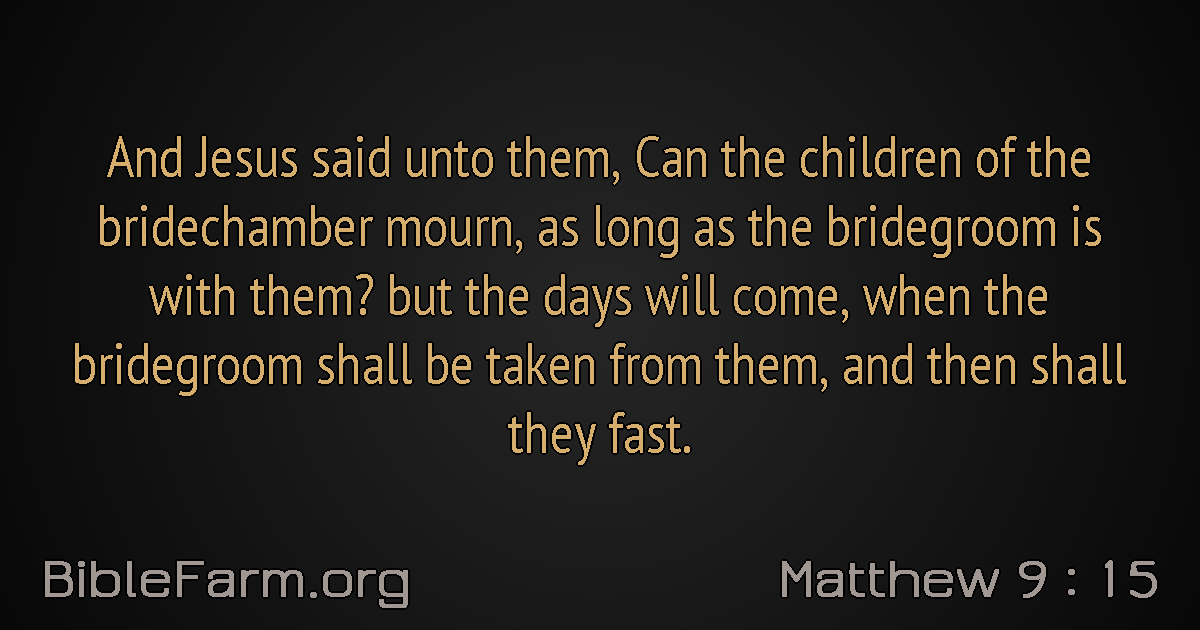 And Jesus said unto them, Can the children of the
bridechamber mourn, as long as the bridegroom is
with them? but the days will come, when the
bridegroom shall be taken from them, and then shall
they fast.
BibleFarm.org
Matthew 9 : 15